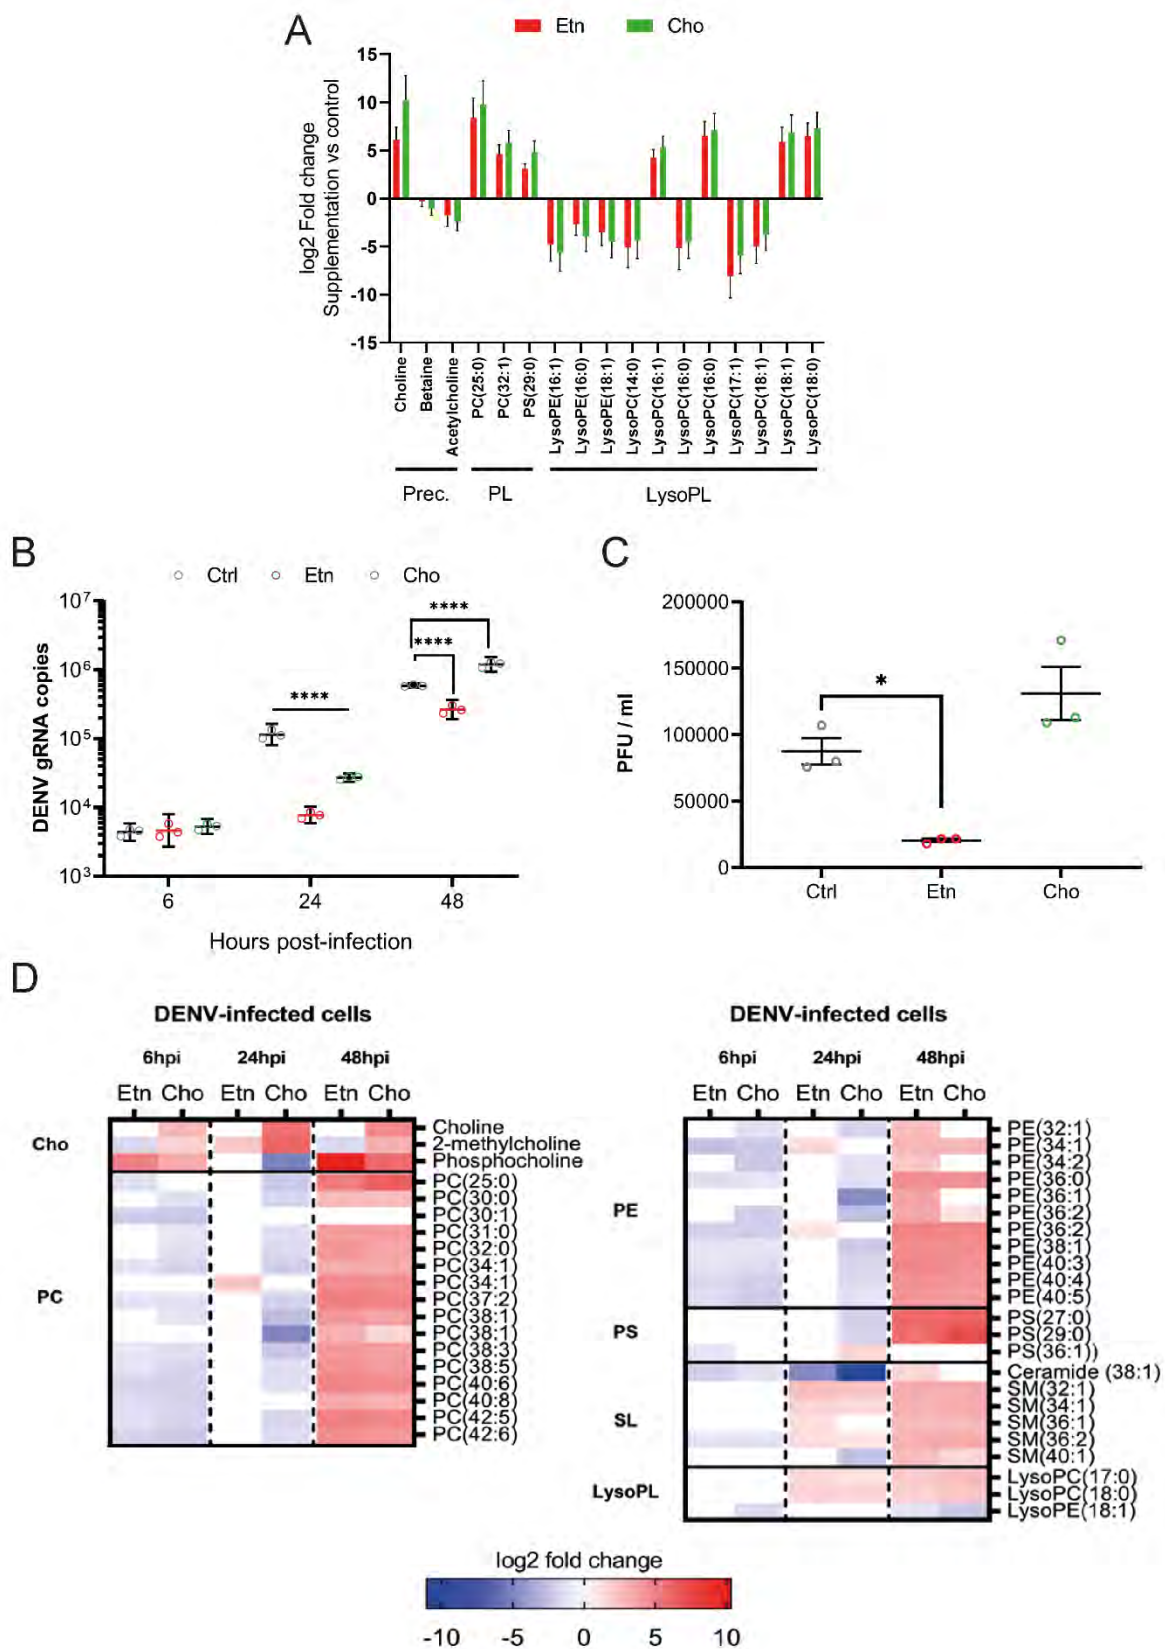 A
Etn Cho
log2 Fold change
Supplementation vs control
15
10
5
0
-5
-10
-15
Choline
Betaine
Acetylcholine
PC(25:0)
PC(32:1)
PS(29:0)
LysoPE(16:1)
LysoPE(16:0)
LysoPE(18:1)
LysoPC(14:0)
LysoPC(16:1)
LysoPC(16:0)
LysoPC(16:0)
LysoPC(17:1)
LysoPC(18:1)
LysoPC(18:1)
LysoPC(18:0)
Prec. PL LysoPL
B
Ctrl Etn Cho
DENV gRNA copies
10^7
10^6
10^5
10^4
10^3
****
****
****
6 24 48
Hours post-infection
C
PFU / ml
200000
150000
100000
50000
0
*
Ctrl Etn Cho
D
DENV-infected cells
6hpi 24hpi 48hpi
Etn Cho Etn Cho Etn Cho
Cho
PC
Choline
2-methylcholine
Phosphocholine
PC(25:0)
PC(30:0)
PC(30:1)
PC(31:0)
PC(32:0)
PC(34:1)
PC(34:1)
PC(37:2)
PC(38:1)
PC(38:1)
PC(38:3)
PC(38:5)
PC(40:6)
PC(40:8)
PC(42:5)
PC(42:6)
DENV-infected cells
6hpi 24hpi 48hpi
Etn Cho Etn Cho Etn Cho
PE
PS
SL
LysoPL
PE(32:1)
PE(34:1)
PE(34:2)
PE(36:0)
PE(36:1)
PE(36:2)
PE(36:2)
PE(38:1)
PE(40:3)
PE(40:4)
PE(40:5)
PS(27:0)
PS(29:0)
PS(36:1))
Ceramide (38:1)
SM(32:1)
SM(34:1)
SM(36:1)
SM(36:2)
SM(40:1)
LysoPC(17:0)
LysoPC(18:0)
LysoPE(18:1)
log2 fold change
-10 -5 0 5 10